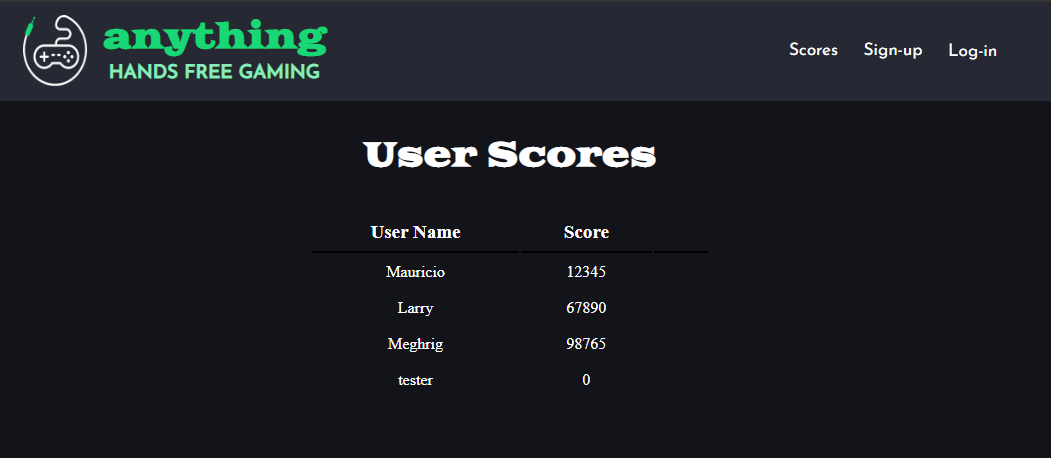 anything
HANDS FREE GAMING
Scores Sign-up Log-in
User Scores
User Name Score
Mauricio 12345
Larry 67890
Meghrig 98765
tester 0